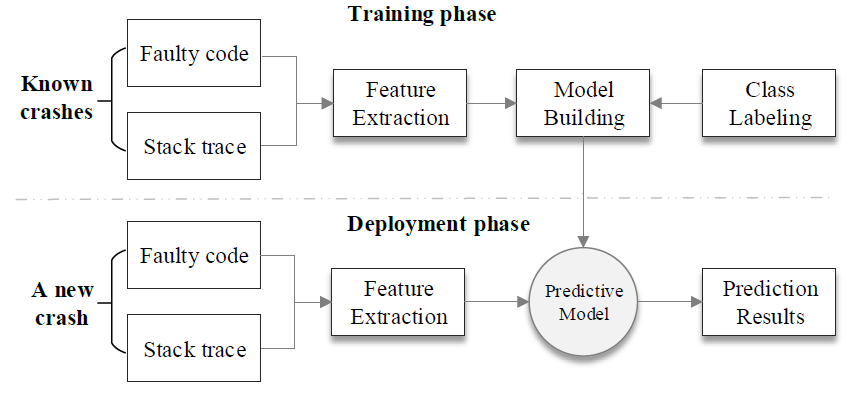 Training phase
Known
crashes
Faulty code
Stack trace
Feature
Extraction
Model
Building
Class
Labeling
Deployment phase
A new
crash
Faulty code
Stack trace
Feature
Extraction
Predictive
Model
Prediction
Results